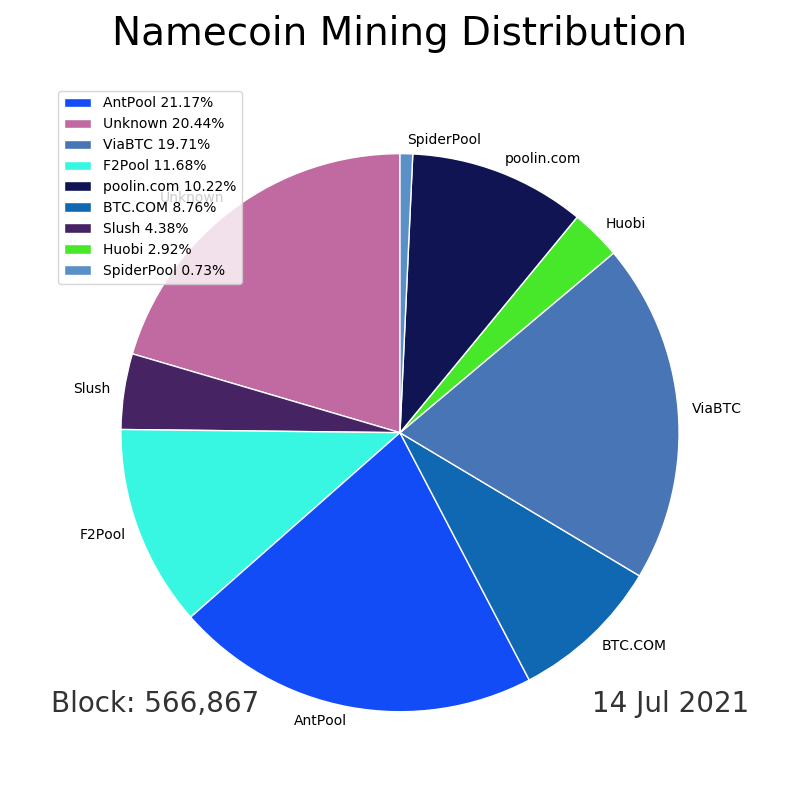 Namecoin Mining Distribution
AntPool 21.17%
Unknown 20.44%
ViaBTC 19.71%
F2Pool 11.68%
poolin.com 10.22%
BTC.COM 8.76%
Slush 4.38%
Huobi 2.92%
SpiderPool 0.73%
SpiderPool
poolin.com
Unknown
Huobi
Slush
ViaBTC
F2Pool
BTC.COM
Block: 566,867
14 Jul 2021
AntPool